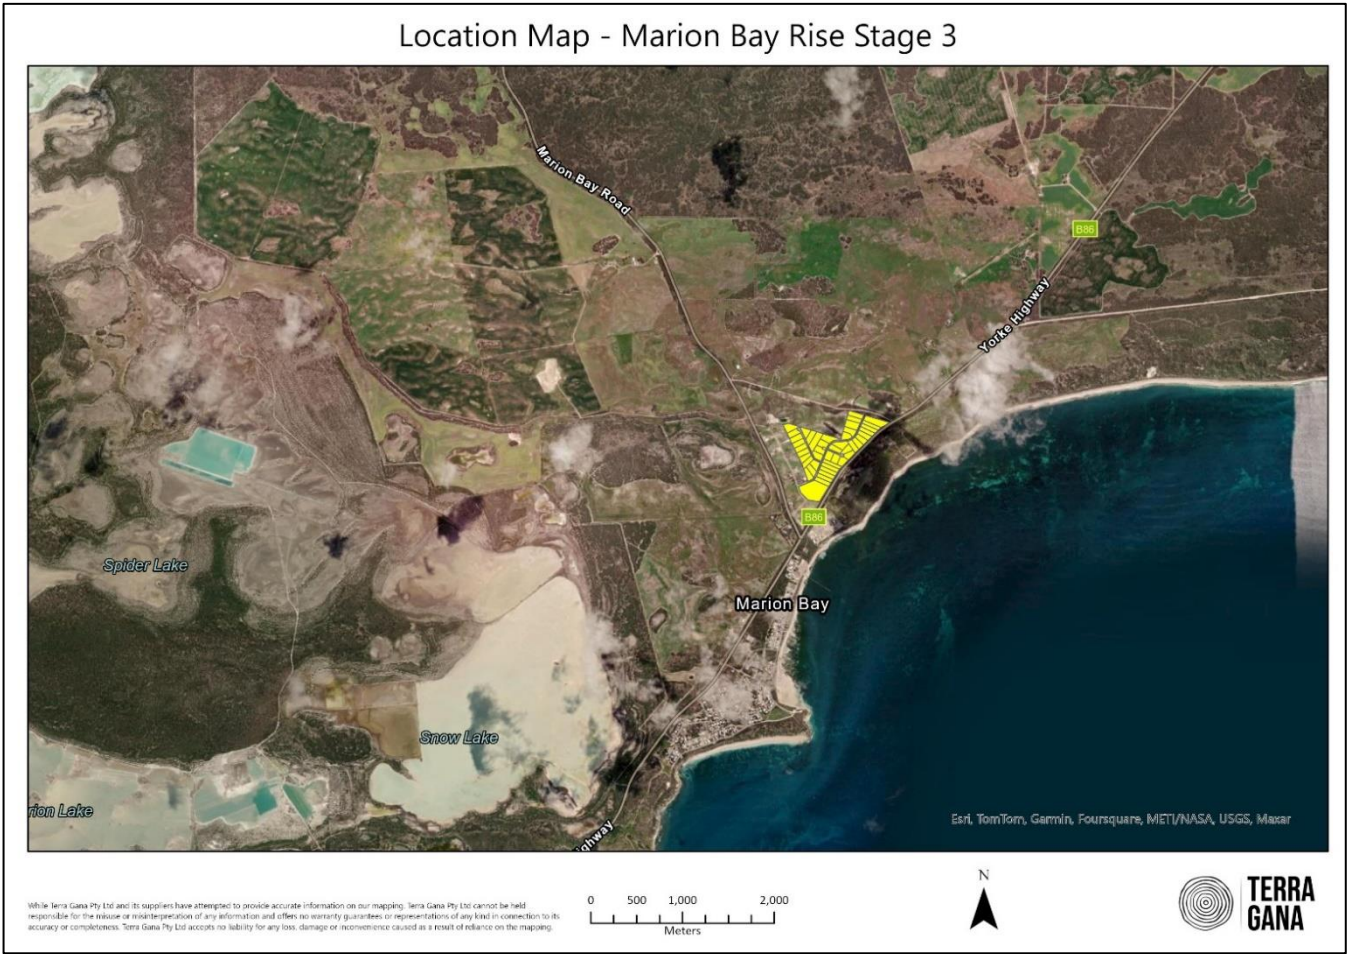 Location Map - Marion Bay Rise Stage 3
Marion Bay Road
B86
Yorke Highway
B86
Spider Lake
Marion Bay
Snow Lake
rion Lake
ghway
Esri, TomTom, Garmin, Foursquare, METI/NASA, USGS, Maxar
While Terra Gana Pty Ltd and its suppliers have attempted to provide accurate information on our mapping. Terra Gana Pty Ltd cannot be held
responsible for the misuse or misinterpretation of any information and offers no warranty guarantees or representations of any kind in connection to its
accuracy or completeness. Terra Gana Pty Ltd accepts no liability for any loss, damage or inconvenience caused as a result of reliance on the mapping.
0 500 1,000 2,000
Meters
N
TERRA
GANA